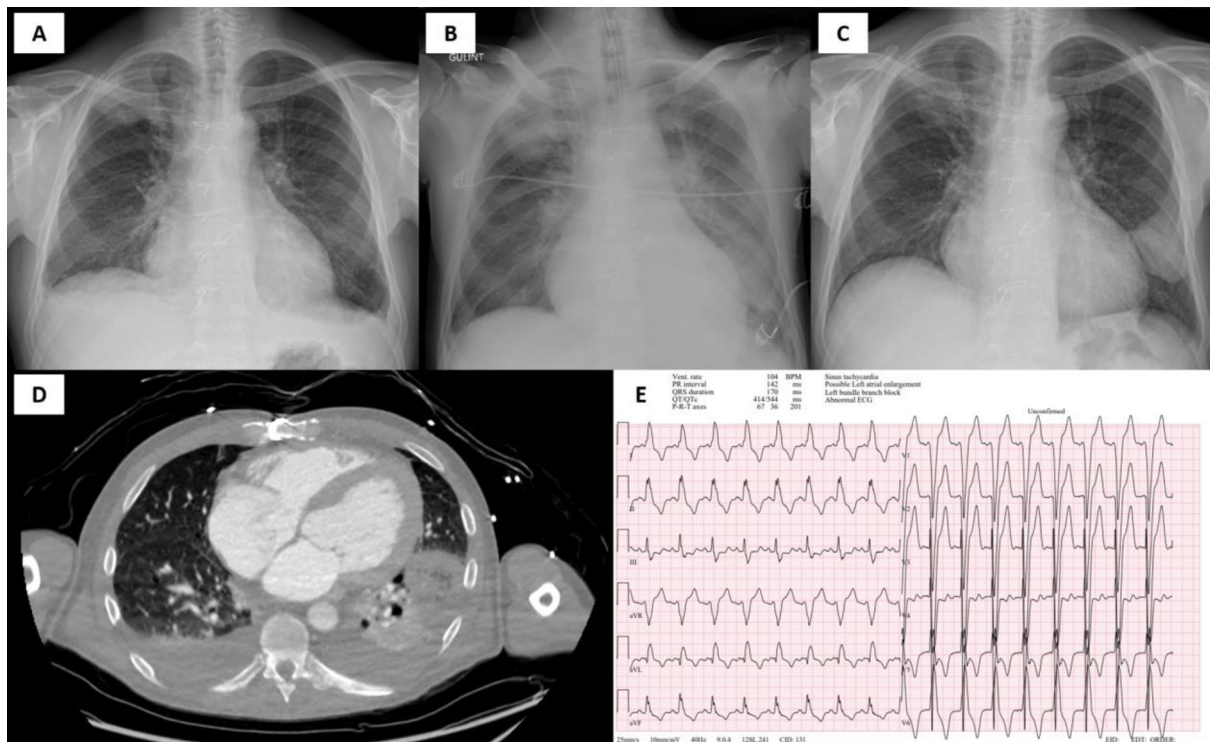 A
B
C
GULINT
D
E
Vent. rate 104 BPM Sinus tachycardia
PR interval 142 ms Possible Left atrial enlargement
QRS duration 170 ms Left bundle branch block
QT/QTc 414/544 ms Abnormal ECG
P-R-T axes 67 36 201
Unconfirmed
I V1
II V2
III V3
aVR V4
aVL V5
aVF V6
25mm/s 10mm/mV 40Hz 9.0.4 12SL 241 CID: 131 EID: EDT: ORDER: